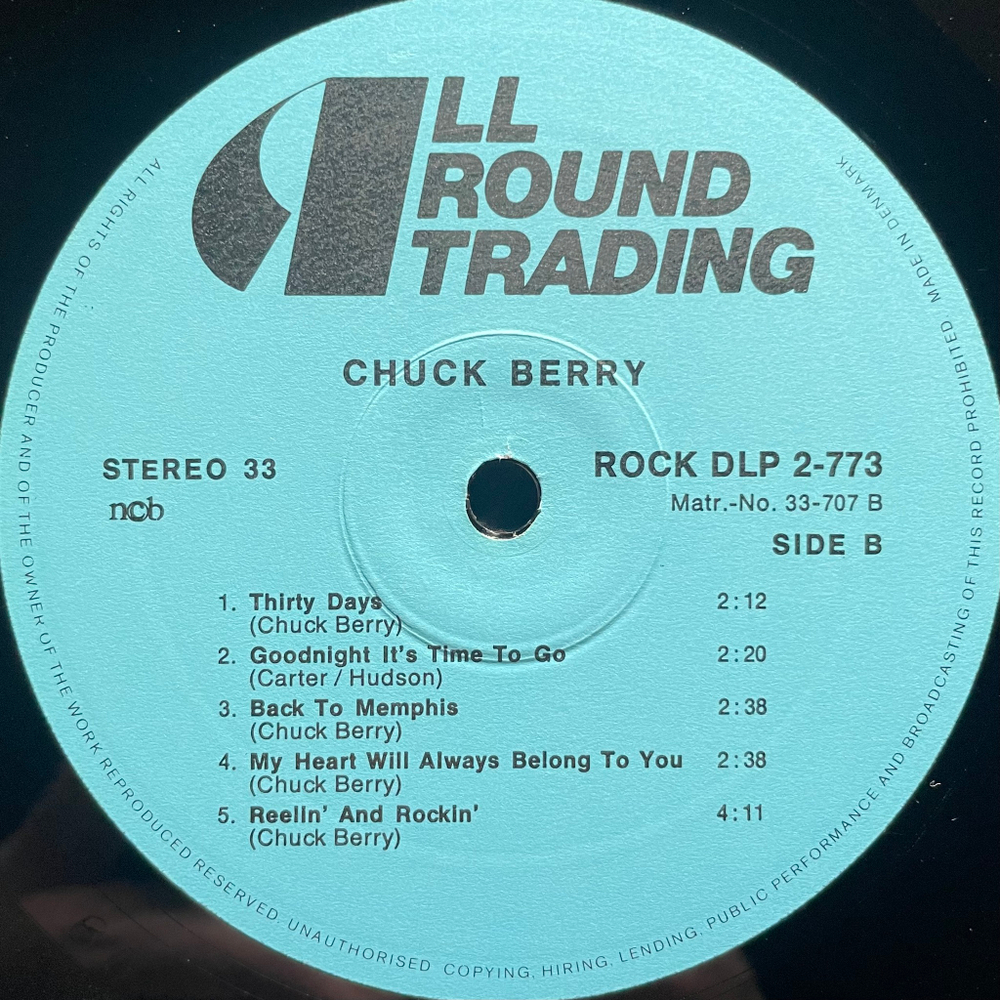 ALL
ROUND
TRADING
CHUCK BERRY
STEREO 33
ncb
ROCK DLP 2-773
Matr.-No. 33-707 B
SIDE B
1. Thirty Days 2:12
(Chuck Berry)
2. Goodnight It's Time To Go 2:20
(Carter / Hudson)
3. Back To Memphis 2:38
(Chuck Berry)
4. My Heart Will Always Belong To You 2:38
(Chuck Berry)
5. Reelin' And Rockin' 4:11
(Chuck Berry)
ALL RIGHTS OF THE PRODUCER AND OF THE OWNER OF THE WORK REPRODUCED RESERVED. UNAUTHORISED COPYING, HIRING, LENDING, PUBLIC PERFORMANCE AND BROADCASTING OF THIS RECORD PROHIBITED MADE IN DENMARK